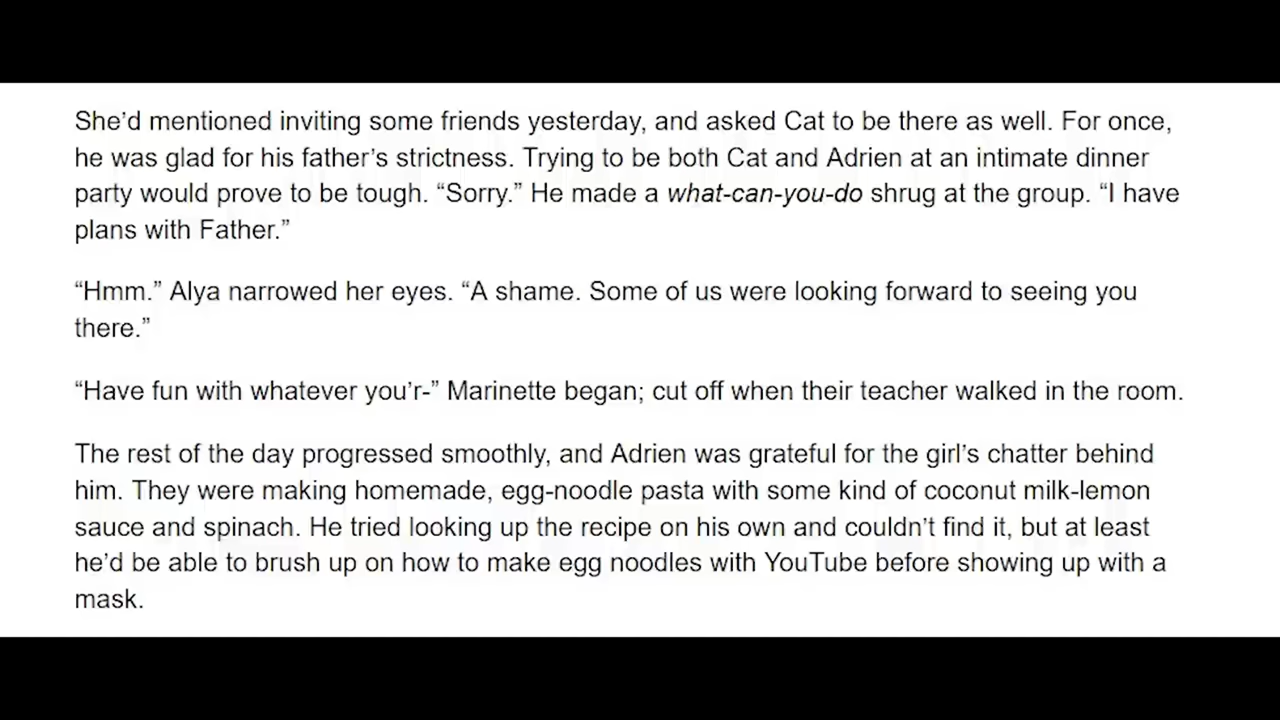 She’d mentioned inviting some friends yesterday, and asked Cat to be there as well. For once,
he was glad for his father’s strictness. Trying to be both Cat and Adrien at an intimate dinner
party would prove to be tough. “Sorry.” He made a what-can-you-do shrug at the group. “I have
plans with Father.”
“Hmm.” Alya narrowed her eyes. “A shame. Some of us were looking forward to seeing you
there.”
“Have fun with whatever you’r-” Marinette began; cut off when their teacher walked in the room.
The rest of the day progressed smoothly, and Adrien was grateful for the girl’s chatter behind
him. They were making homemade, egg-noodle pasta with some kind of coconut milk-lemon
sauce and spinach. He tried looking up the recipe on his own and couldn’t find it, but at least
he’d be able to brush up on how to make egg noodles with YouTube before showing up with a
mask.